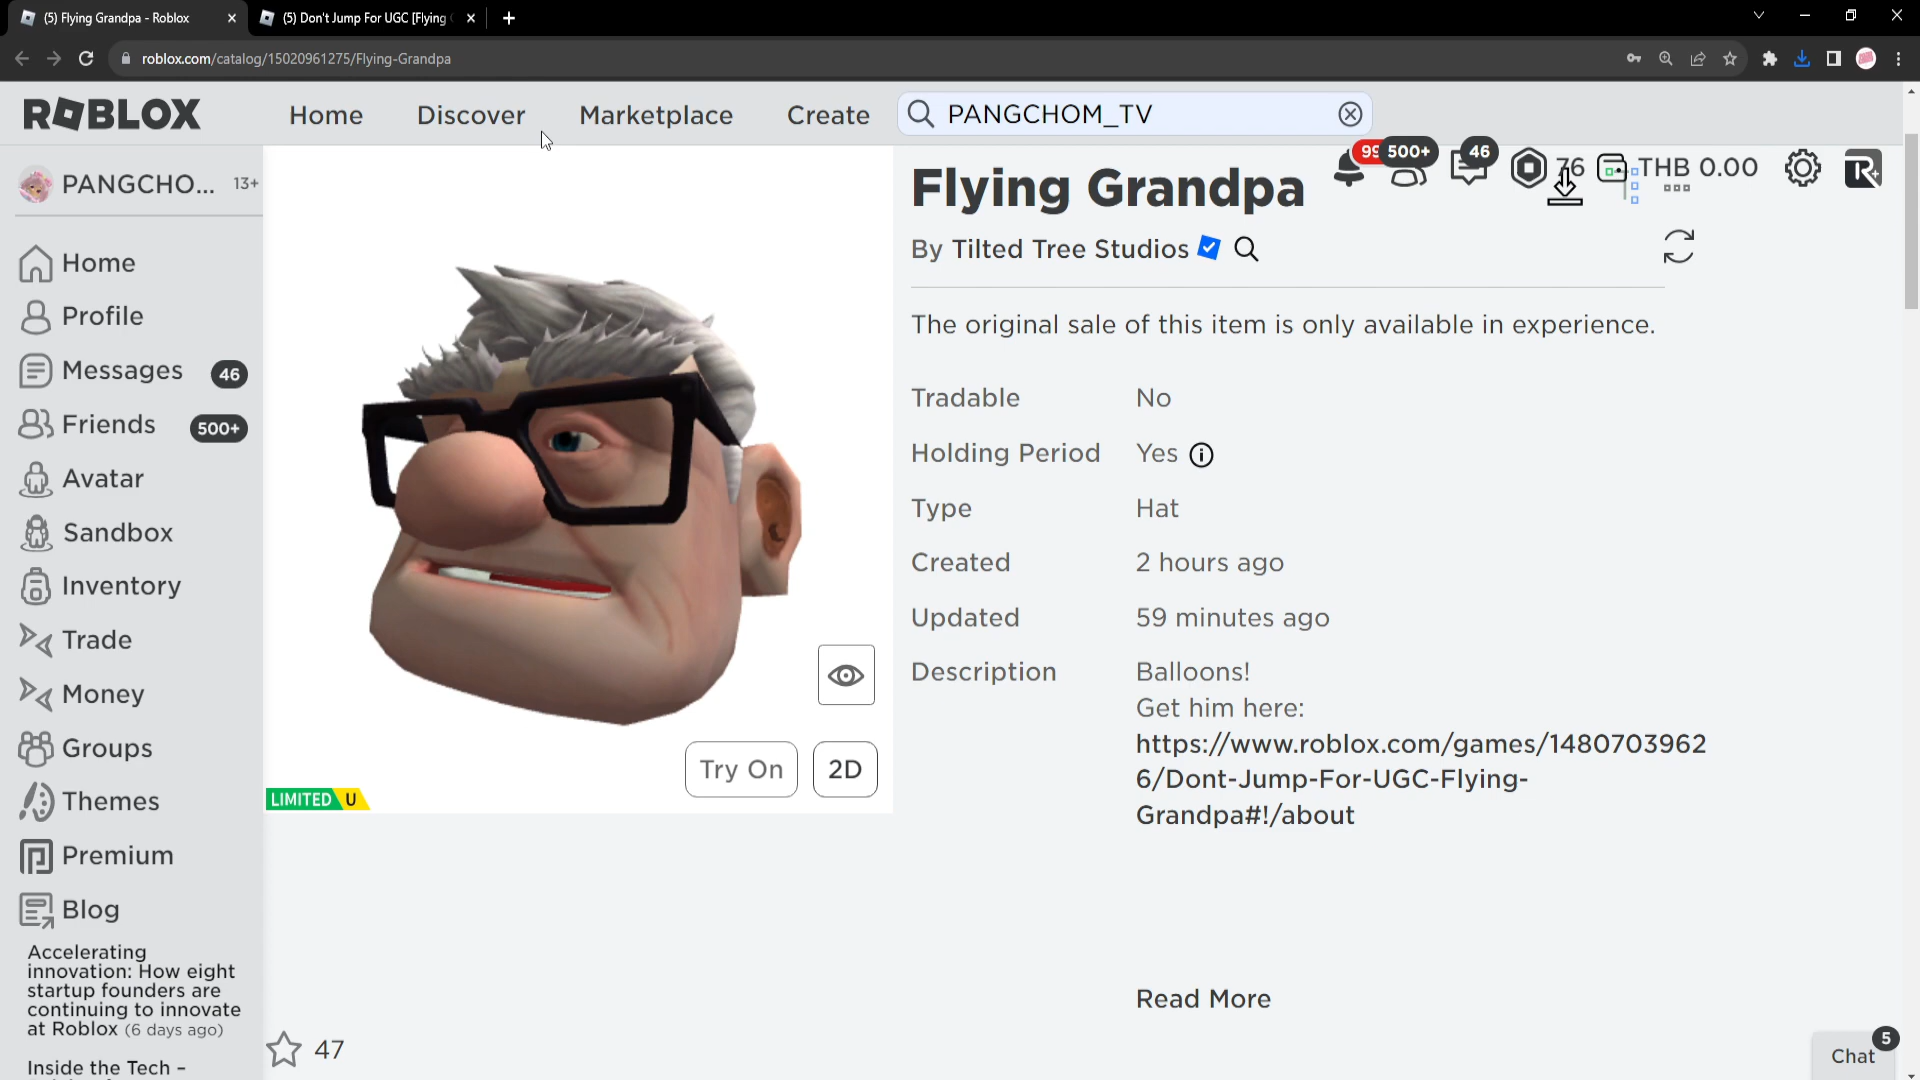 (5) Flying Grandpa - Roblox
(5) Don't Jump For UGC [Flying
roblox.com/catalog/15020961275/Flying-Grandpa
ROBLOX
Home
Discover
Marketplace
Create
PANGCHOM_TV
99
500+
46
76
THB 0.00
PANGCHO...
13+
Home
Profile
Messages
46
Friends
500+
Avatar
Sandbox
Inventory
Trade
Money
Groups
Themes
Premium
Blog
Accelerating
innovation: How eight
startup founders are
continuing to innovate
at Roblox (6 days ago)
Inside the Tech –
Try On
2D
LIMITED U
47
Flying Grandpa
By Tilted Tree Studios
The original sale of this item is only available in experience.
Tradable No
Holding Period Yes
Type Hat
Created 2 hours ago
Updated 59 minutes ago
Description Balloons!
Get him here:
https://www.roblox.com/games/1480703962
6/Dont-Jump-For-UGC-Flying-
Grandpa#!/about
Read More
Chat
5